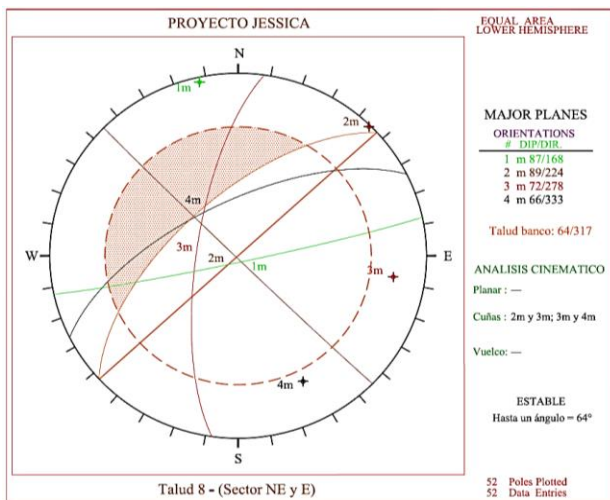 PROYECTO JESSICA
N
1m
2m
4m
3m
W
2m
1m
E
3m
4m
S
Talud 8 - (Sector NE y E)
EQUAL AREA
LOWER HEMISPHERE
MAJOR PLANES
ORIENTATIONS
# DIP/DIR.
1 m 87/168
2 m 89/224
3 m 72/278
4 m 66/333
Talud banco: 64/317
ANALISIS CINEMATICO
Planar : —
Cuñas : 2m y 3m; 3m y 4m
Vuelco: —
ESTABLE
Hasta un ángulo = 64°
52 Poles Plotted
52 Data Entries